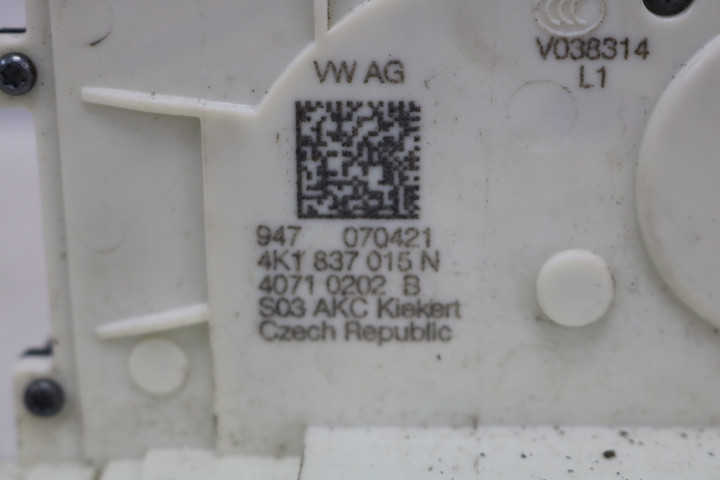 VW AG
V038314
L1
947 070421
4K1 837 015 N
4071 0202 B
S03 AKC Kiekert
Czech Republic